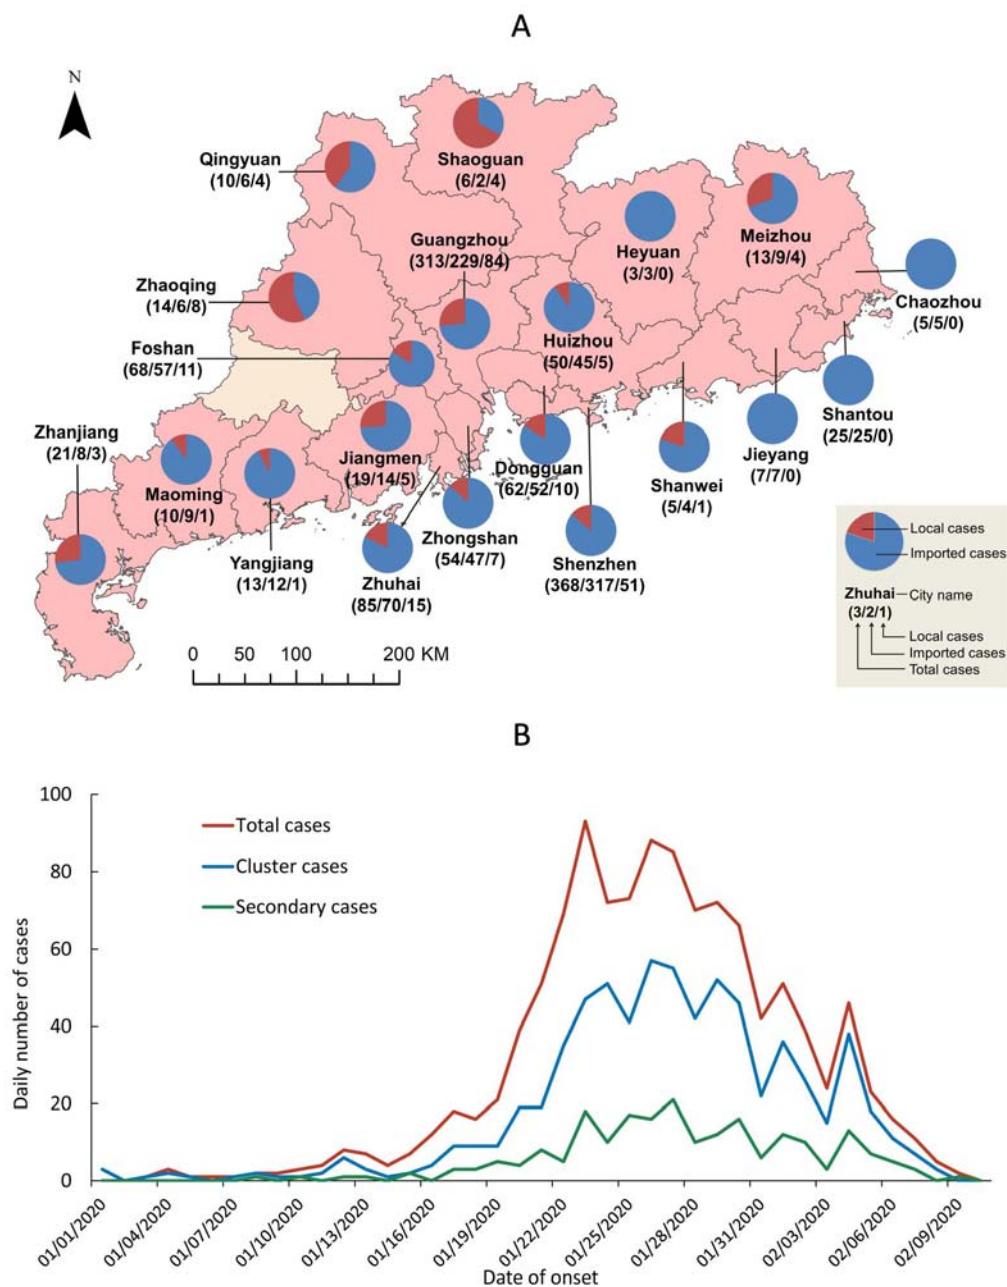 A
N
Qingyuan
(10/6/4)
Shaoguan
(6/2/4)
Heyuan
(3/3/0)
Meizhou
(13/9/4)
Guangzhou
(313/229/84)
Chaozhou
(5/5/0)
Zhaoqing
(14/6/8)
Huizhou
(50/45/5)
Foshan
(68/57/11)
Shantou
(25/25/0)
Zhanjiang
(21/8/3)
Maoming
(10/9/1)
Jiangmen
(19/14/5)
Dongguan
(62/52/10)
Shanwei
(5/4/1)
Jieyang
(7/7/0)
Yangjiang
(13/12/1)
Zhuhai
(85/70/15)
Zhongshan
(54/47/7)
Shenzhen
(368/317/51)
Local cases
Imported cases
Zhuhai
City name
(3/2/1)
Local cases
Imported cases
Total cases
0 50 75 100 200 KM
B
Total cases
Cluster cases
Secondary cases
Daily number of cases
100
80
60
40
20
0
01/01/2020
01/04/2020
01/07/2020
01/10/2020
01/13/2020
01/16/2020
01/19/2020
01/22/2020
01/25/2020
01/28/2020
01/31/2020
02/03/2020
02/06/2020
02/09/2020
Date of onset